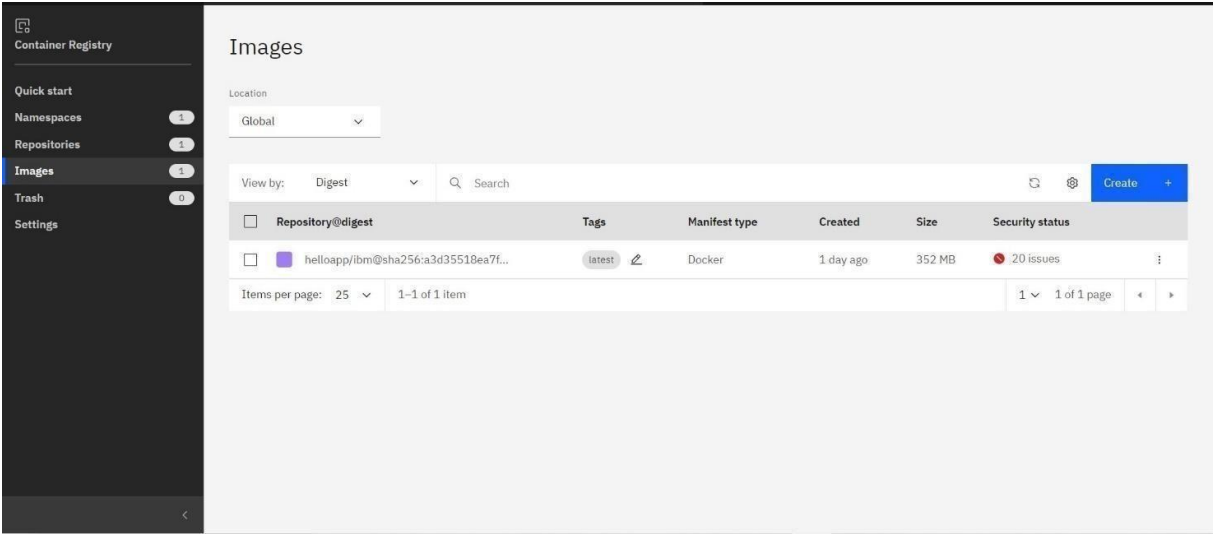 Container Registry
Quick start
Namespaces 1
Repositories 1
Images 1
Trash 0
Settings
Images
Location
Global
View by: Digest Search Create +
Repository@digest Tags Manifest type Created Size Security status
helloapp/ibm@sha256:a3d35518ea7f... latest Docker 1 day ago 352 MB 20 issues
Items per page: 25 1–1 of 1 item 1 1 of 1 page